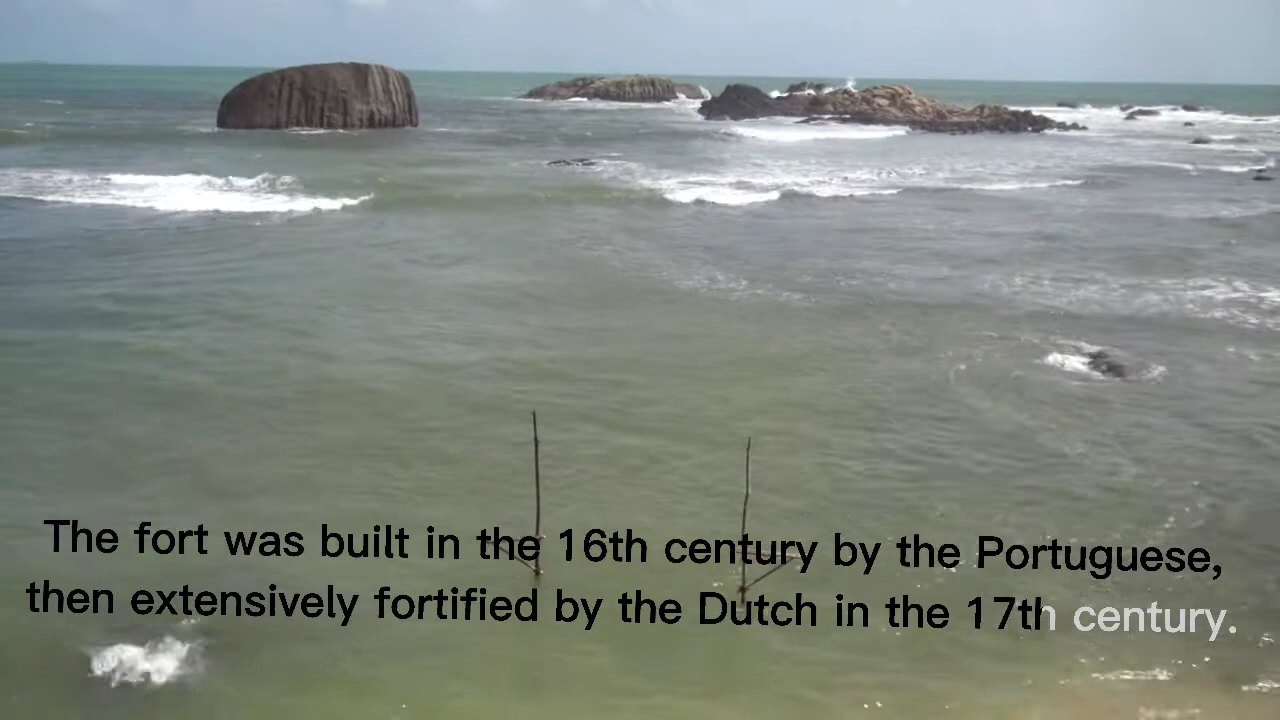 The fort was built in the 16th century by the Portuguese,
then extensively fortified by the Dutch in the 17th century.